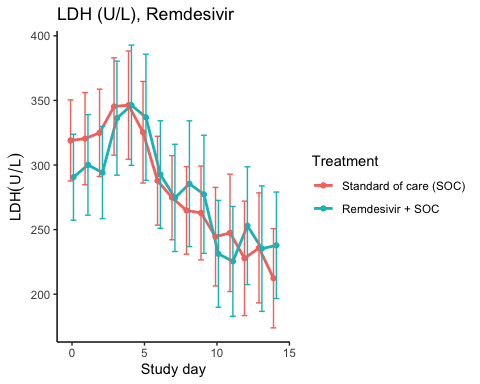 LDH (U/L), Remdesivir
400
350
300
250
200
LDH(U/L)
0
5
10
15
Study day
Treatment
Standard of care (SOC)
Remdesivir + SOC